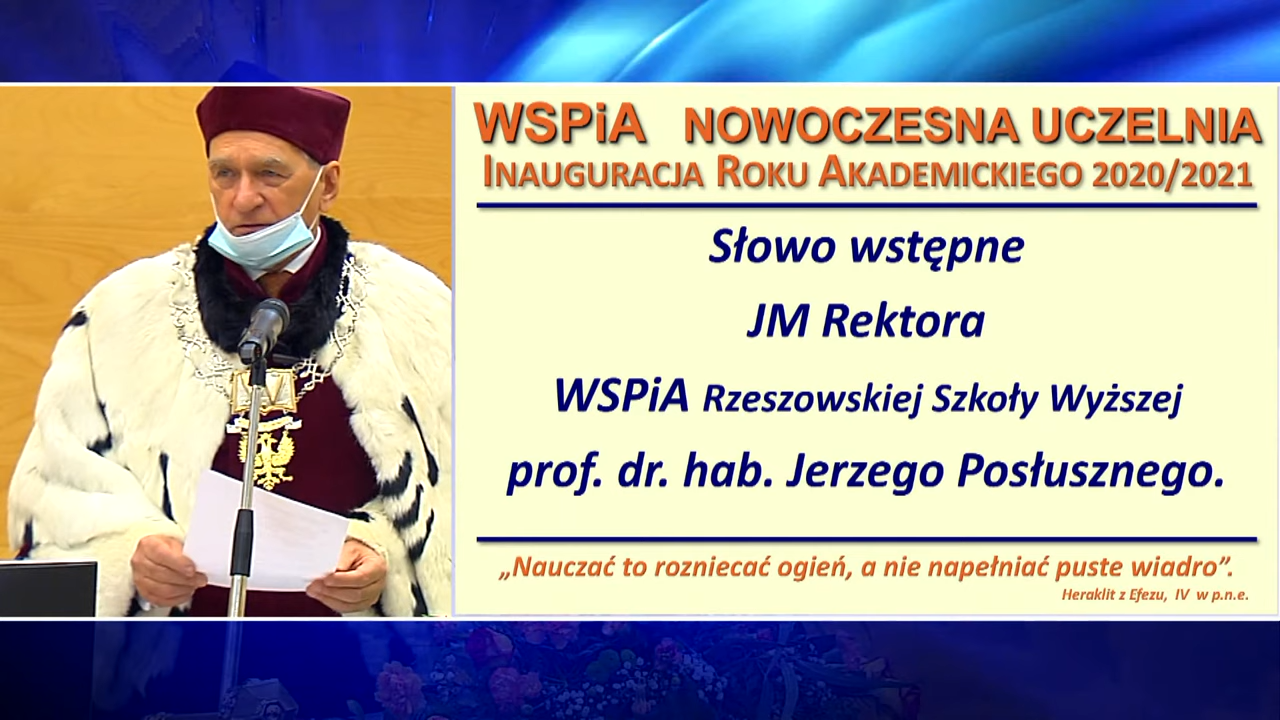 WSPiA NOWOCZESNA UCZELNIA
INAUGURACJA ROKU AKADEMICKIEGO 2020/2021
Słowo wstępne
JM Rektora
WSPiA Rzeszowskiej Szkoły Wyższej
prof. dr. hab. Jerzego Posłusznego.
„Nauczać to rozniecać ogień, a nie napełniać puste wiadro”.
Heraklit z Efezu, IV w p.n.e.